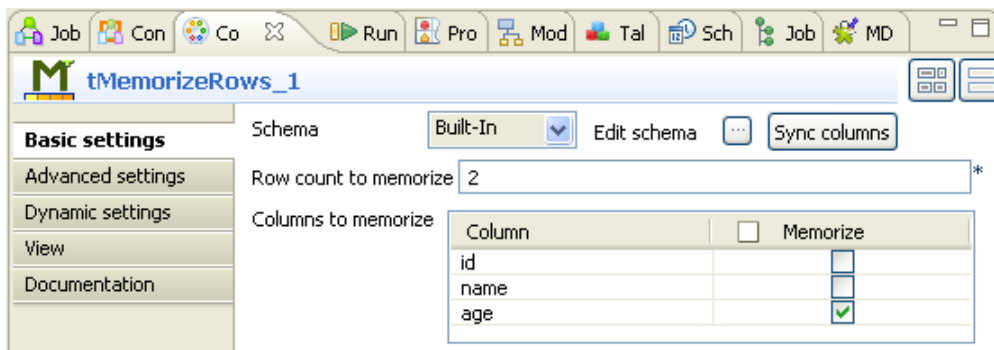 Job Con Co Run Pro Mod Tal Sch Job MD
tMemorizeRows_1
Basic settings
Advanced settings
Dynamic settings
View
Documentation
Schema Built-In Edit schema ... Sync columns
Row count to memorize 2 *
Columns to memorize
Column Memorize
id
name
age